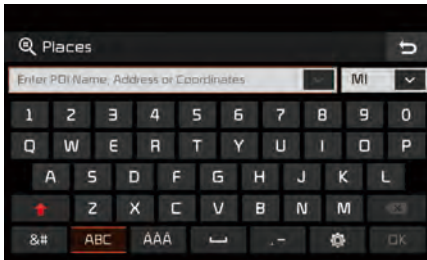 Places
Enter POI Name, Address or Coordinates MI
1 2 3 4 5 6 7 8 9 0
Q W E R T Y U I O P
A S D F G H J K L
Z X C V B N M
&# ABC ÀÁÂ .- OK